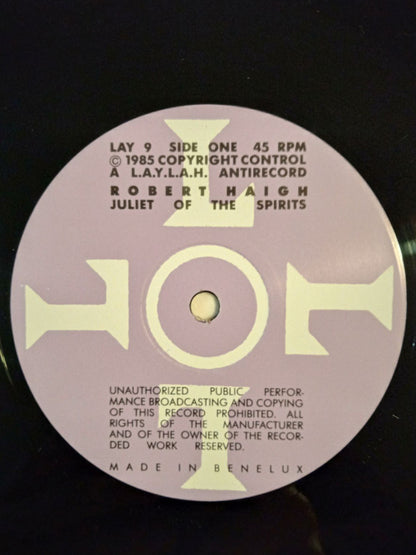 LAY 9 SIDE ONE 45 RPM
© 1985 COPYRIGHT CONTROL
A L.A.Y.L.A.H. ANTIRECORD
ROBERT HAIGH
JULIET OF THE SPIRITS
L
L L
L
UNAUTHORIZED PUBLIC PERFOR-
MANCE BROADCASTING AND COPYING
OF THIS RECORD PROHIBITED. ALL
RIGHTS OF THE MANUFACTURER
AND OF THE OWNER OF THE RECOR-
DED WORK RESERVED.
MADE IN BENELUX